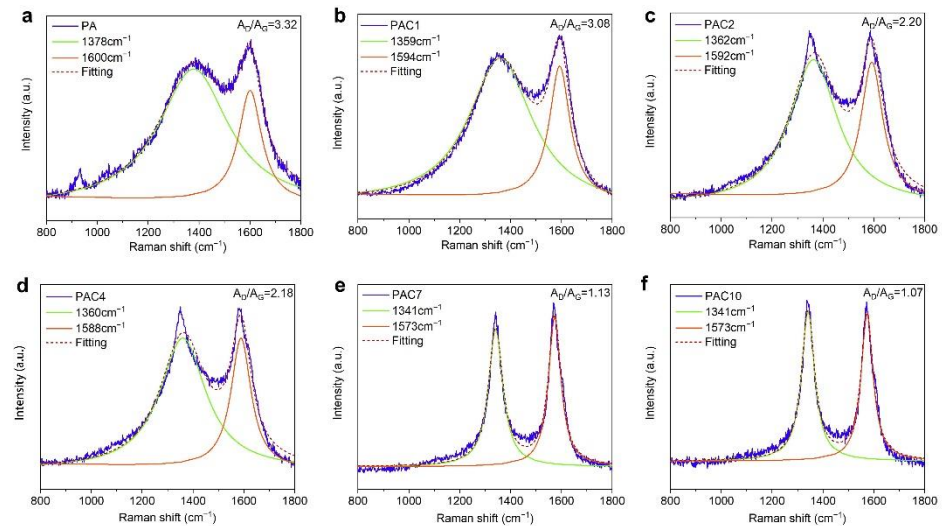 a
PA
A_D/A_G=3.32
1378cm⁻¹
1600cm⁻¹
Fitting
Intensity (a.u.)
800 1000 1200 1400 1600 1800
Raman shift (cm⁻¹)
b
PAC1
A_D/A_G=3.08
1359cm⁻¹
1594cm⁻¹
Fitting
Intensity (a.u.)
800 1000 1200 1400 1600 1800
Raman shift (cm⁻¹)
c
PAC2
A_D/A_G=2.20
1362cm⁻¹
1592cm⁻¹
Fitting
Intensity (a.u.)
800 1000 1200 1400 1600 1800
Raman shift (cm⁻¹)
d
PAC4
A_D/A_G=2.18
1360cm⁻¹
1588cm⁻¹
Fitting
Intensity (a.u.)
800 1000 1200 1400 1600 1800
Raman shift (cm⁻¹)
e
PAC7
A_D/A_G=1.13
1341cm⁻¹
1573cm⁻¹
Fitting
Intensity (a.u.)
800 1000 1200 1400 1600 1800
Raman shift (cm⁻¹)
f
PAC10
A_D/A_G=1.07
1341cm⁻¹
1573cm⁻¹
Fitting
Intensity (a.u.)
800 1000 1200 1400 1600 1800
Raman shift (cm⁻¹)